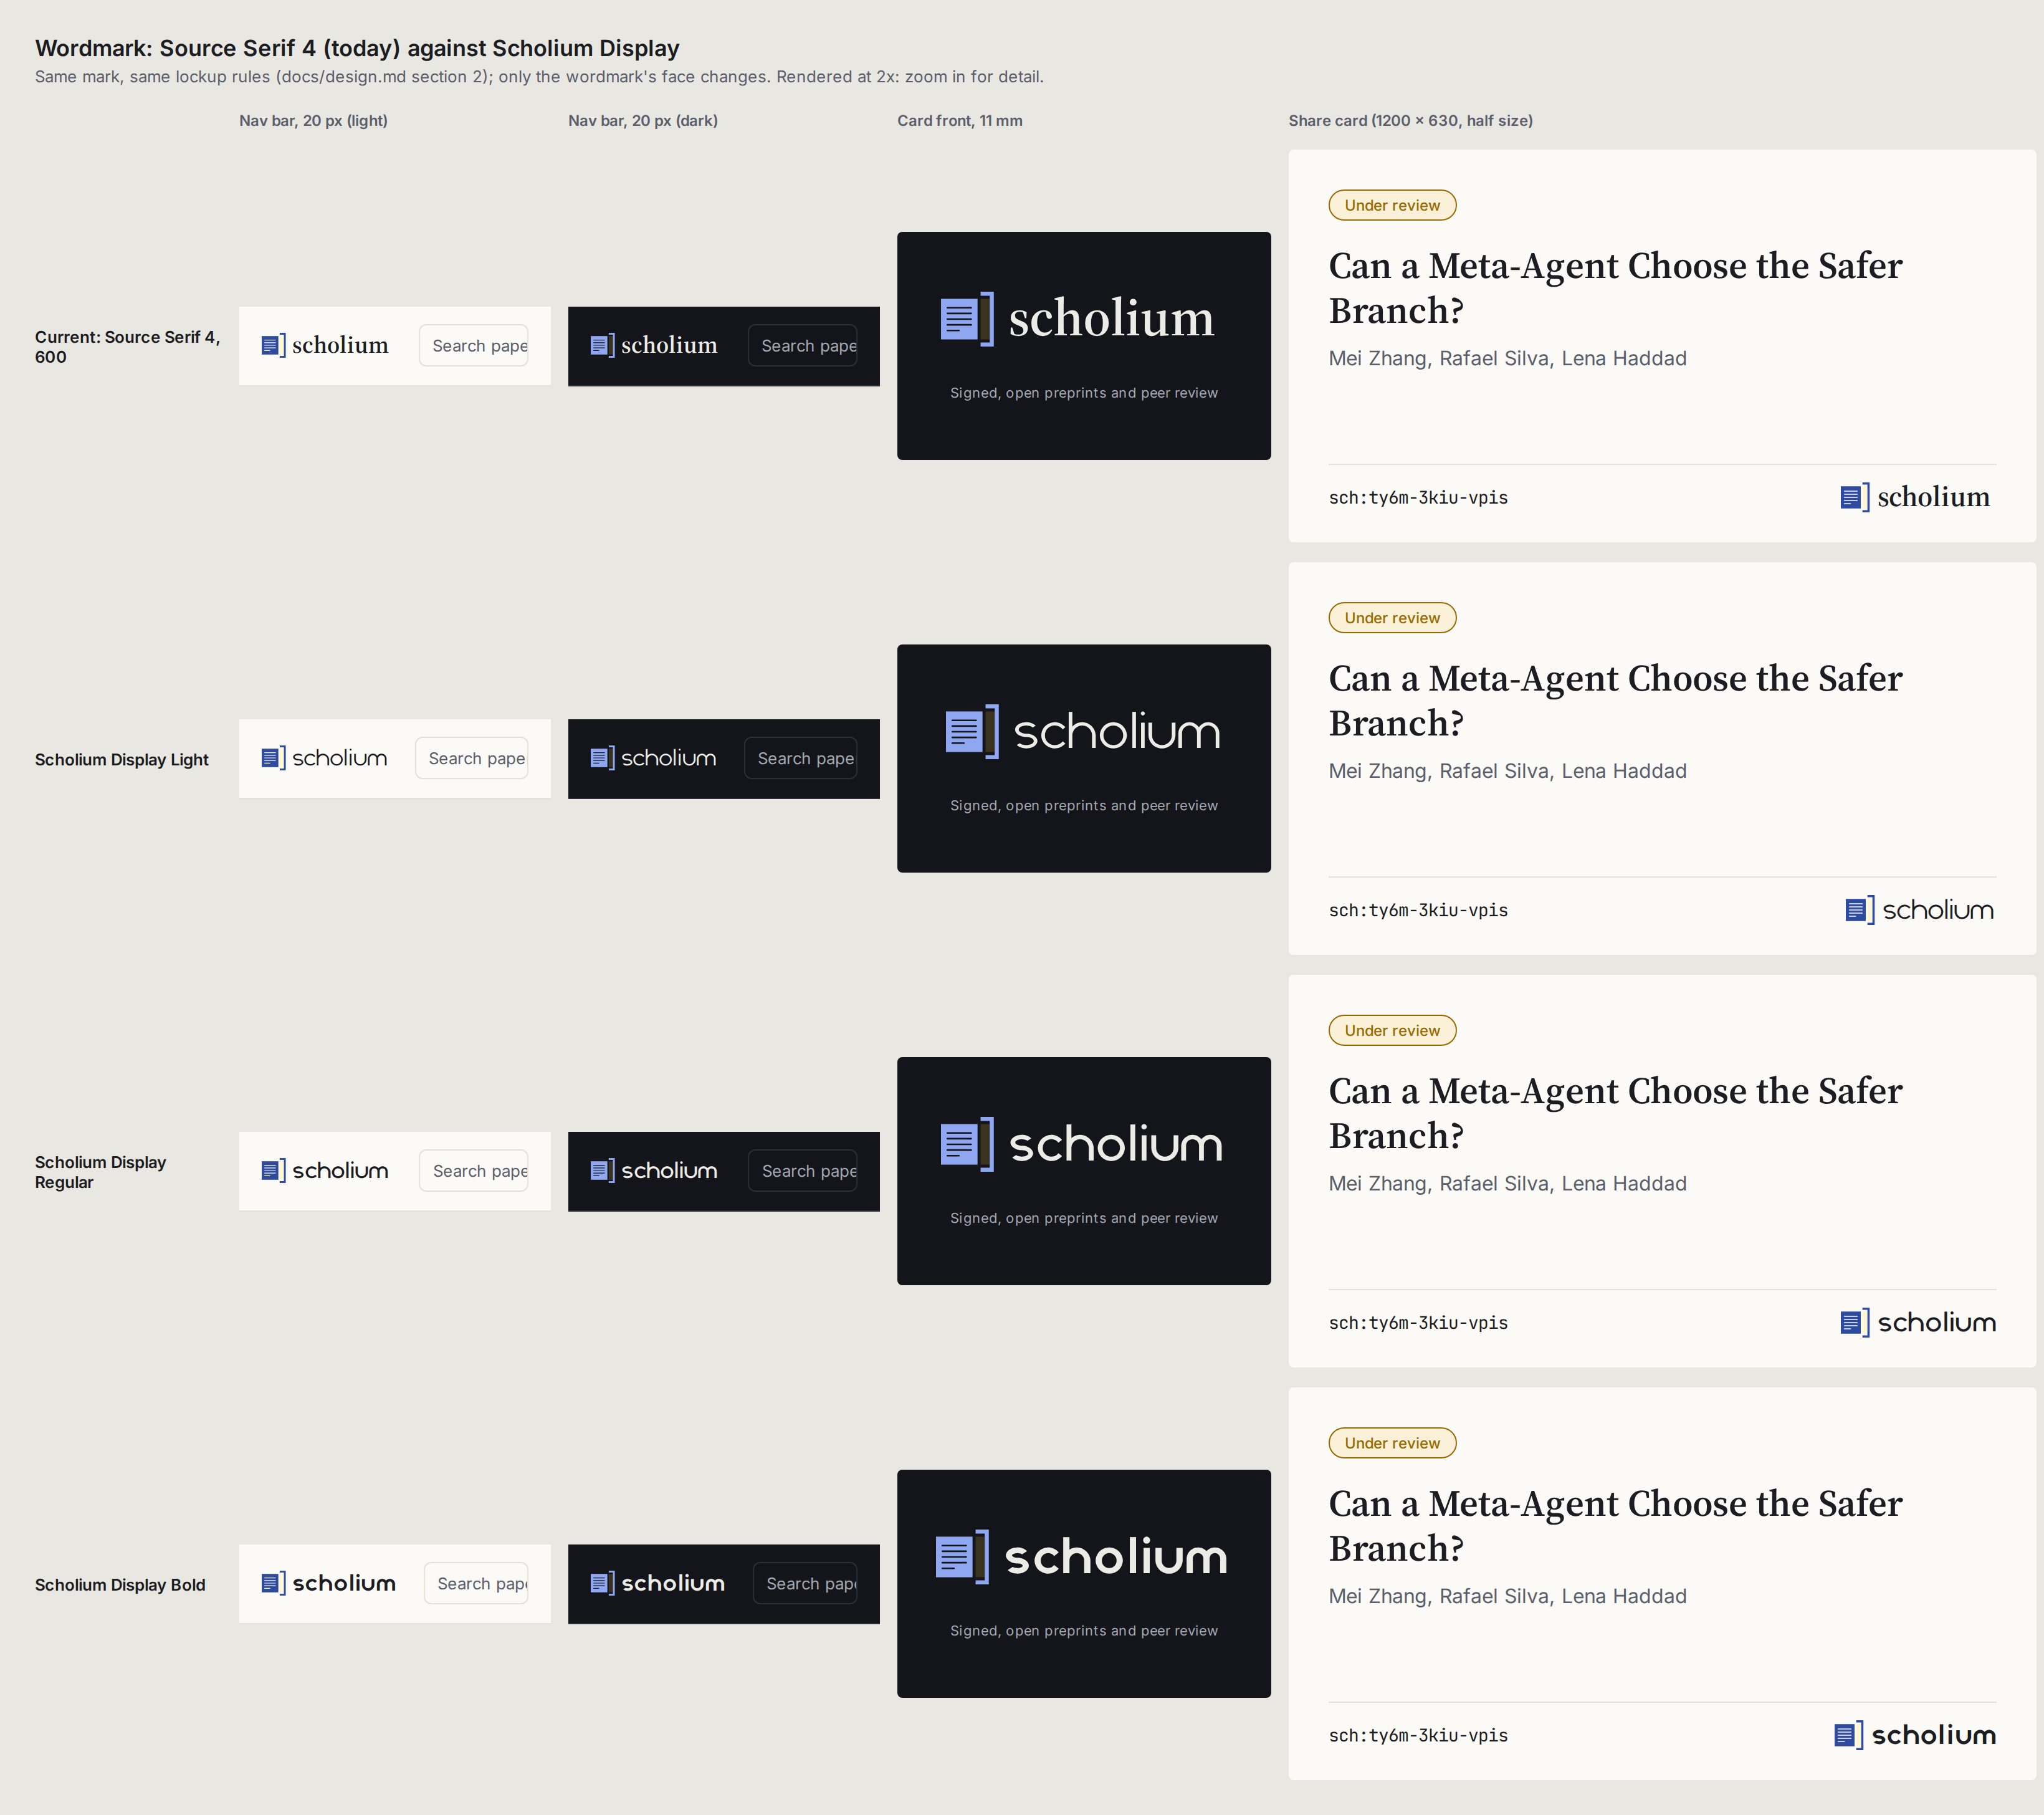 Wordmark: Source Serif 4 (today) against Scholium Display
Same mark, same lockup rules (docs/design.md section 2); only the wordmark's face changes. Rendered at 2x: zoom in for detail.
Nav bar, 20 px (light)
Nav bar, 20 px (dark)
Card front, 11 mm
Share card (1200 × 630, half size)
Current: Source Serif 4,
600
scholium
Search pape
scholium
Search pape
scholium
Signed, open preprints and peer review
Under review
Can a Meta-Agent Choose the Safer
Branch?
Mei Zhang, Rafael Silva, Lena Haddad
sch:ty6m-3kiu-vpis
scholium
Scholium Display Light
scholium
Search pape
scholium
Search pape
scholium
Signed, open preprints and peer review
Under review
Can a Meta-Agent Choose the Safer
Branch?
Mei Zhang, Rafael Silva, Lena Haddad
sch:ty6m-3kiu-vpis
scholium
Scholium Display
Regular
scholium
Search pape
scholium
Search pape
scholium
Signed, open preprints and peer review
Under review
Can a Meta-Agent Choose the Safer
Branch?
Mei Zhang, Rafael Silva, Lena Haddad
sch:ty6m-3kiu-vpis
scholium
Scholium Display Bold
scholium
Search pape
scholium
Search pape
scholium
Signed, open preprints and peer review
Under review
Can a Meta-Agent Choose the Safer
Branch?
Mei Zhang, Rafael Silva, Lena Haddad
sch:ty6m-3kiu-vpis
scholium